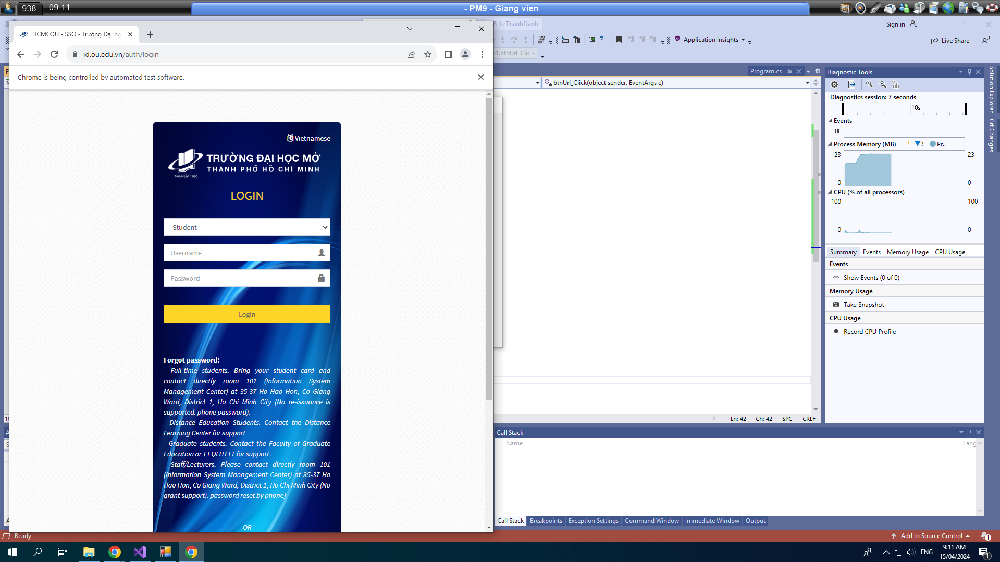 938
09:11
- PM9 - Giang vien
HCMCOU - SSO - Trường Đại họ
_LeThanhDanh
Sign in
id.ou.edu.vn/auth/login
Application Insights
Live Share
Chrome is being controlled by automated test software.
Program.cs
btnUrl_Click(object sender, EventArgs e)
Vietnamese
TRƯỜNG ĐẠI HỌC MỞ
THÀNH PHỐ HỒ CHÍ MINH
THÀNH LẬP 1990
LOGIN
Student
Username
Password
Login
Forgot password:
- Full-time students: Bring your student card and
contact directly room 101 (Information System
Management Center) at 35-37 Ho Hao Hon, Co Giang
Ward, District 1, Ho Chi Minh City (No re-issuance is
supported. phone password).
- Distance Education Students: Contact the Distance
Learning Center for support.
- Graduate students: Contact the Faculty of Graduate
Education or TT.QLHTTT for support.
- Staff/Lecturers: Please contact directly room 101
(Information System Management Center) at 35-37 Ho
Hao Hon, Co Giang Ward, District 1, Ho Chi Minh City (No
grant support). password reset by phone)
--- OR ---
Ln: 42 Ch: 42 SPC CRLF
Diagnostic Tools
Diagnostics session: 7 seconds
10s
Events
Process Memory (MB)
S
Pr...
23 23
0 0
CPU (% of all processors)
100 100
0 0
Summary Events Memory Usage CPU Usage
Events
Show Events (0 of 0)
Memory Usage
Take Snapshot
CPU Usage
Record CPU Profile
Solution Explorer
Git Changes
Call Stack
Name
Lang
Call Stack Breakpoints Exception Settings Command Window Immediate Window Output
Ready
Add to Source Control
1
ENG
9:11 AM
15/04/2024
1